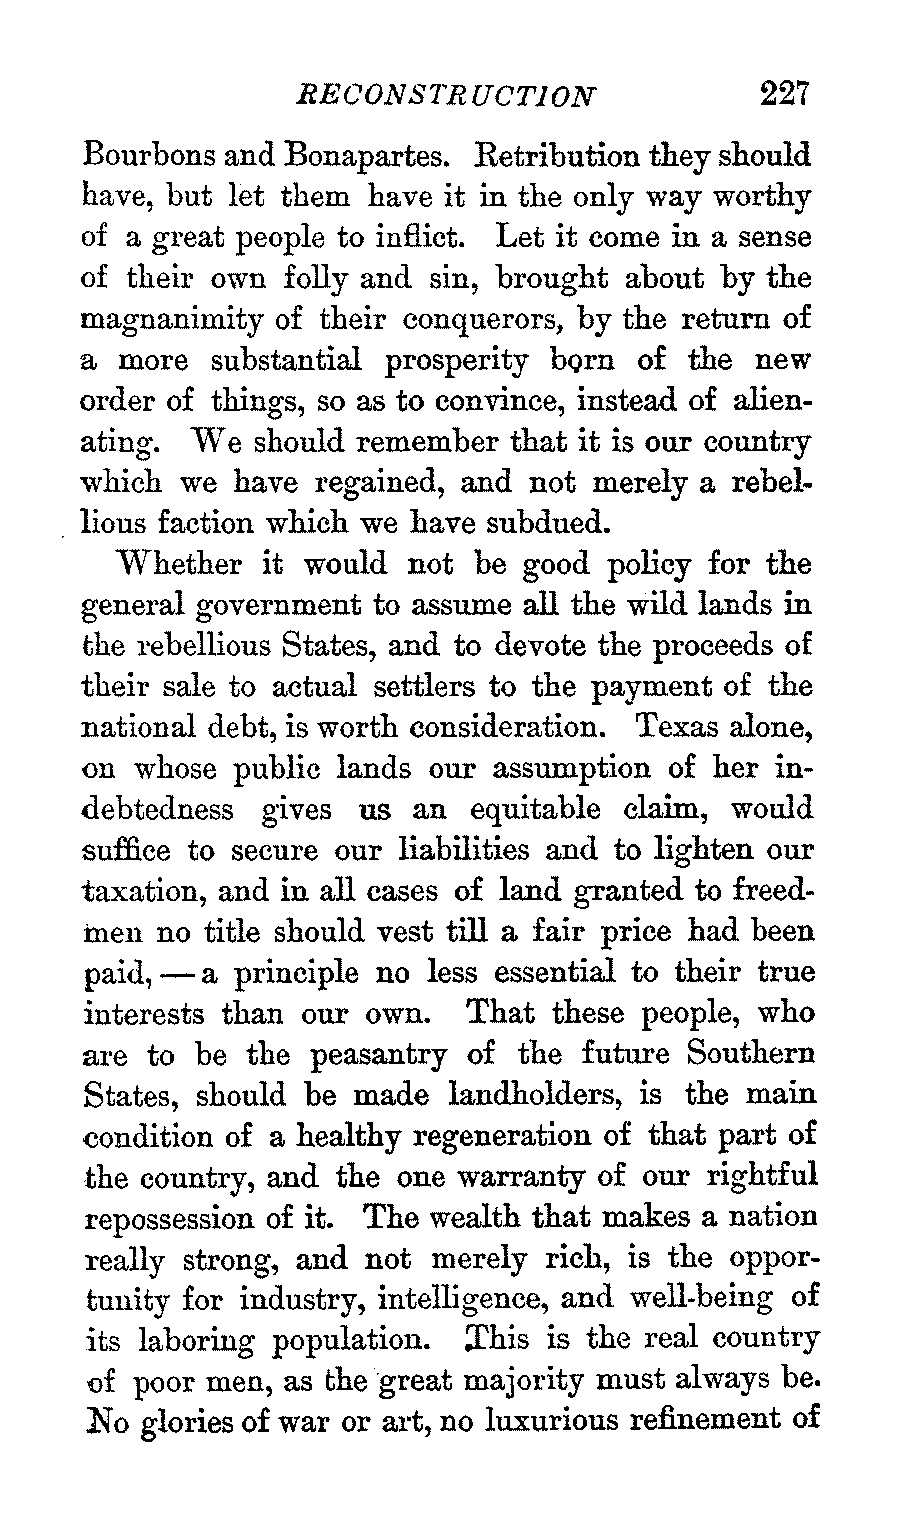 RECONSTRUCTION 227
Bourbons and Bonapartes. Retribution they should
have, but let them have it in the only way worthy
of a great people to inflict. Let it come in a sense
of their own folly and sin, brought about by the
magnanimity of their conquerors, by the return of
a more substantial prosperity born of the new
order of things, so as to convince, instead of alien-
ating. We should remember that it is our country
which we have regained, and not merely a rebel-
lious faction which we have subdued.
Whether it would not be good policy for the
general government to assume all the wild lands in
the rebellious States, and to devote the proceeds of
their sale to actual settlers to the payment of the
national debt, is worth consideration. Texas alone,
on whose public lands our assumption of her in-
debtedness gives us an equitable claim, would
suffice to secure our liabilities and to lighten our
taxation, and in all cases of land granted to freed-
men no title should vest till a fair price had been
paid, — a principle no less essential to their true
interests than our own. That these people, who
are to be the peasantry of the future Southern
States, should be made landholders, is the main
condition of a healthy regeneration of that part of
the country, and the one warranty of our rightful
repossession of it. The wealth that makes a nation
really strong, and not merely rich, is the oppor-
tunity for industry, intelligence, and well-being of
its laboring population. This is the real country
of poor men, as the great majority must always be.
No glories of war or art, no luxurious refinement of